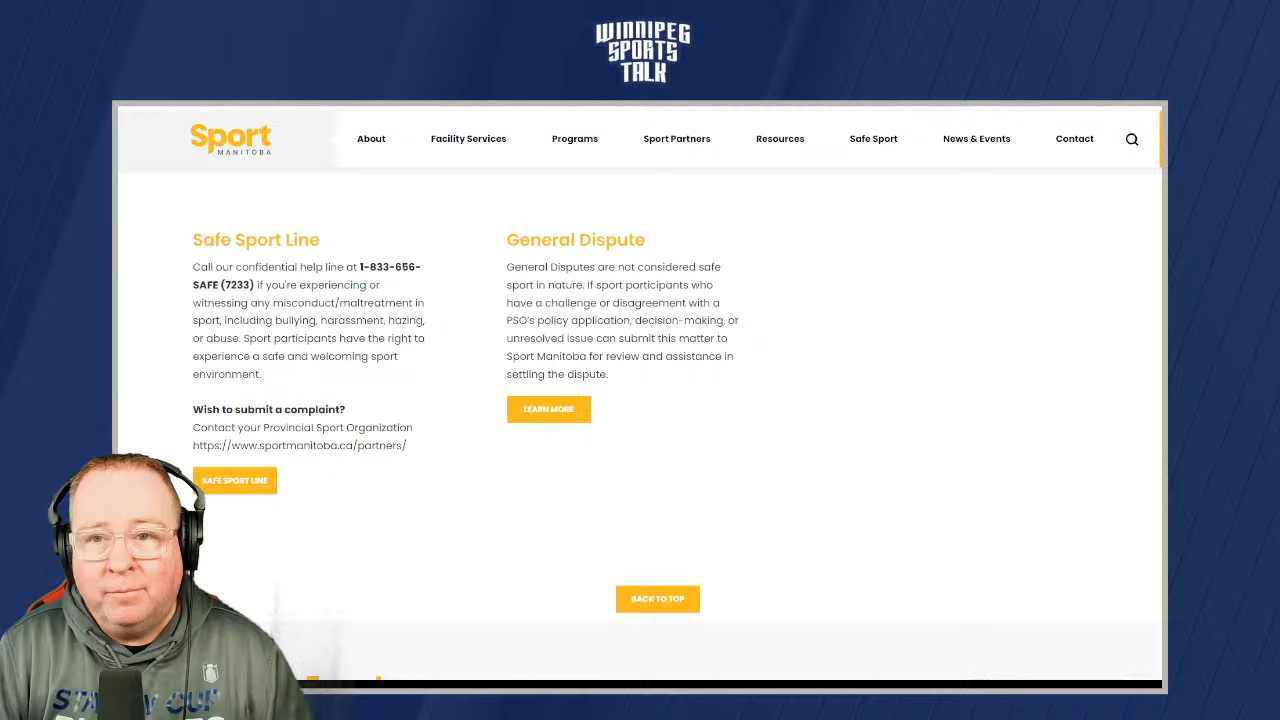 WINNIPEG
SPORTS
TALK
Sport
MANITOBA
About
Facility Services
Programs
Sport Partners
Resources
Safe Sport
News & Events
Contact
Safe Sport Line
Call our confidential help line at 1-833-656-
SAFE (7233) if you're experiencing or
witnessing any misconduct/maltreatment in
sport, including bullying, harassment, hazing,
or abuse. Sport participants have the right to
experience a safe and welcoming sport
environment.
Wish to submit a complaint?
Contact your Provincial Sport Organization
https://www.sportmanitoba.ca/partners/
SAFE SPORT LINE
General Dispute
General Disputes are not considered safe
sport in nature. If sport participants who
have a challenge or disagreement with a
PSO's policy application, decision-making, or
unresolved issue can submit this matter to
Sport Manitoba for review and assistance in
settling the dispute.
LEARN MORE
BACK TO TOP
CUP